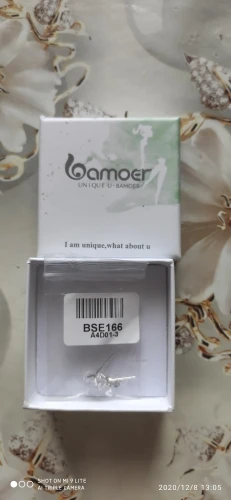 bamoer
UNIQUE U·BAMOER
I am unique,what about u
BSE166
A4D01-3
SHOT ON MI 9 LITE
AI TRIPLE CAMERA
2020/12/8 13:05